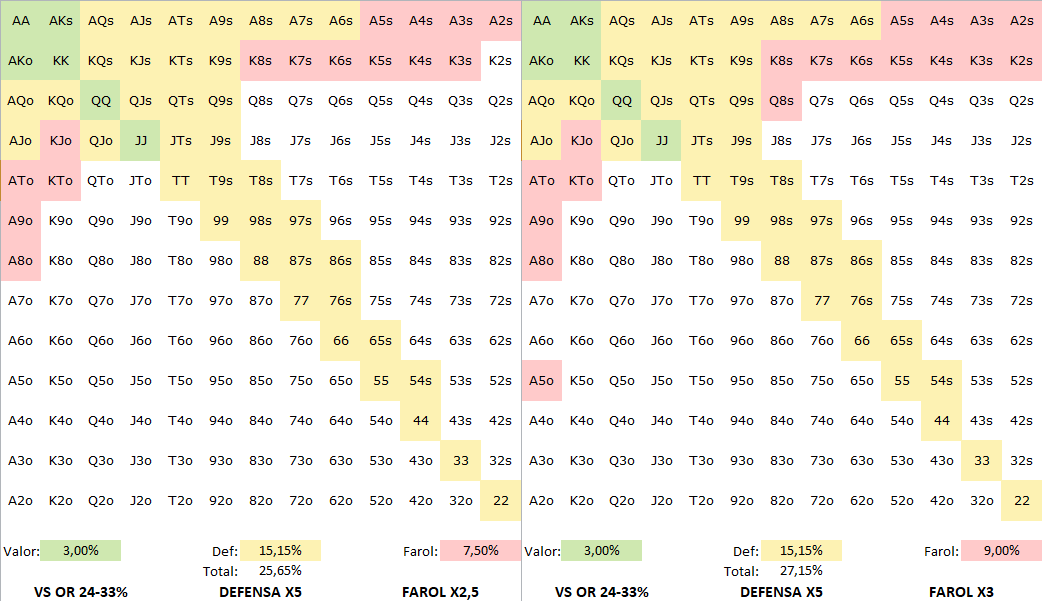 AA AKs AQs AJs ATs A9s A8s A7s A6s A5s A4s A3s A2s AA AKs AQs AJs ATs A9s A8s A7s A6s A5s A4s A3s A2s
AKo KK KQs KJs KTs K9s K8s K7s K6s K5s K4s K3s K2s AKo KK KQs KJs KTs K9s K8s K7s K6s K5s K4s K3s K2s
AQo KQo QQ QJs QTs Q9s Q8s Q7s Q6s Q5s Q4s Q3s Q2s AQo KQo QQ QJs QTs Q9s Q8s Q7s Q6s Q5s Q4s Q3s Q2s
AJo KJo QJo JJ JTs J9s J8s J7s J6s J5s J4s J3s J2s AJo KJo QJo JJ JTs J9s J8s J7s J6s J5s J4s J3s J2s
ATo KTo QTo JTo TT T9s T8s T7s T6s T5s T4s T3s T2s ATo KTo QTo JTo TT T9s T8s T7s T6s T5s T4s T3s T2s
A9o K9o Q9o J9o T9o 99 98s 97s 96s 95s 94s 93s 92s A9o K9o Q9o J9o T9o 99 98s 97s 96s 95s 94s 93s 92s
A8o K8o Q8o J8o T8o 98o 88 87s 86s 85s 84s 83s 82s A8o K8o Q8o J8o T8o 98o 88 87s 86s 85s 84s 83s 82s
A7o K7o Q7o J7o T7o 97o 87o 77 76s 75s 74s 73s 72s A7o K7o Q7o J7o T7o 97o 87o 77 76s 75s 74s 73s 72s
A6o K6o Q6o J6o T6o 96o 86o 76o 66 65s 64s 63s 62s A6o K6o Q6o J6o T6o 96o 86o 76o 66 65s 64s 63s 62s
A5o K5o Q5o J5o T5o 95o 85o 75o 65o 55 54s 53s 52s A5o K5o Q5o J5o T5o 95o 85o 75o 65o 55 54s 53s 52s
A4o K4o Q4o J4o T4o 94o 84o 74o 64o 54o 44 43s 42s A4o K4o Q4o J4o T4o 94o 84o 74o 64o 54o 44 43s 42s
A3o K3o Q3o J3o T3o 93o 83o 73o 63o 53o 43o 33 32s A3o K3o Q3o J3o T3o 93o 83o 73o 63o 53o 43o 33 32s
A2o K2o Q2o J2o T2o 92o 82o 72o 62o 52o 42o 32o 22 A2o K2o Q2o J2o T2o 92o 82o 72o 62o 52o 42o 32o 22
Valor: 3,00% Def: 15,15% Farol: 7,50% Valor: 3,00% Def: 15,15% Farol: 9,00%
Total: 25,65% Total: 27,15%
VS OR 24-33% DEFENSA X5 FAROL X2,5 VS OR 24-33% DEFENSA X5 FAROL X3